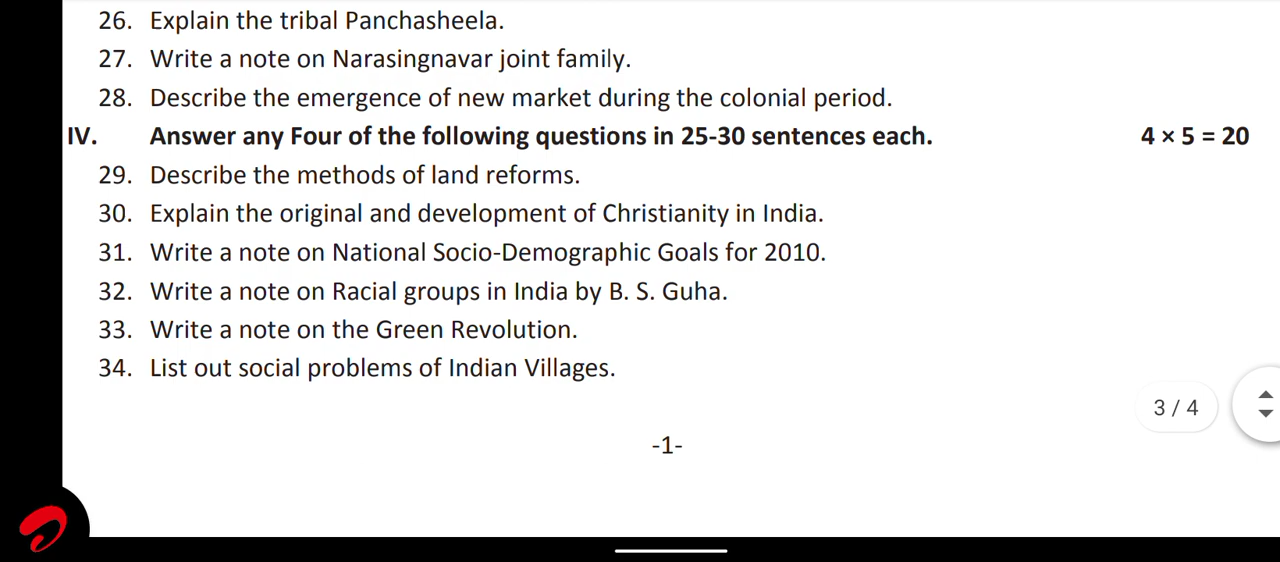 26. Explain the tribal Panchasheela.
27. Write a note on Narasingnavar joint family.
28. Describe the emergence of new market during the colonial period.
IV. Answer any Four of the following questions in 25-30 sentences each. 4 × 5 = 20
29. Describe the methods of land reforms.
30. Explain the original and development of Christianity in India.
31. Write a note on National Socio-Demographic Goals for 2010.
32. Write a note on Racial groups in India by B. S. Guha.
33. Write a note on the Green Revolution.
34. List out social problems of Indian Villages.
3 / 4
-1-